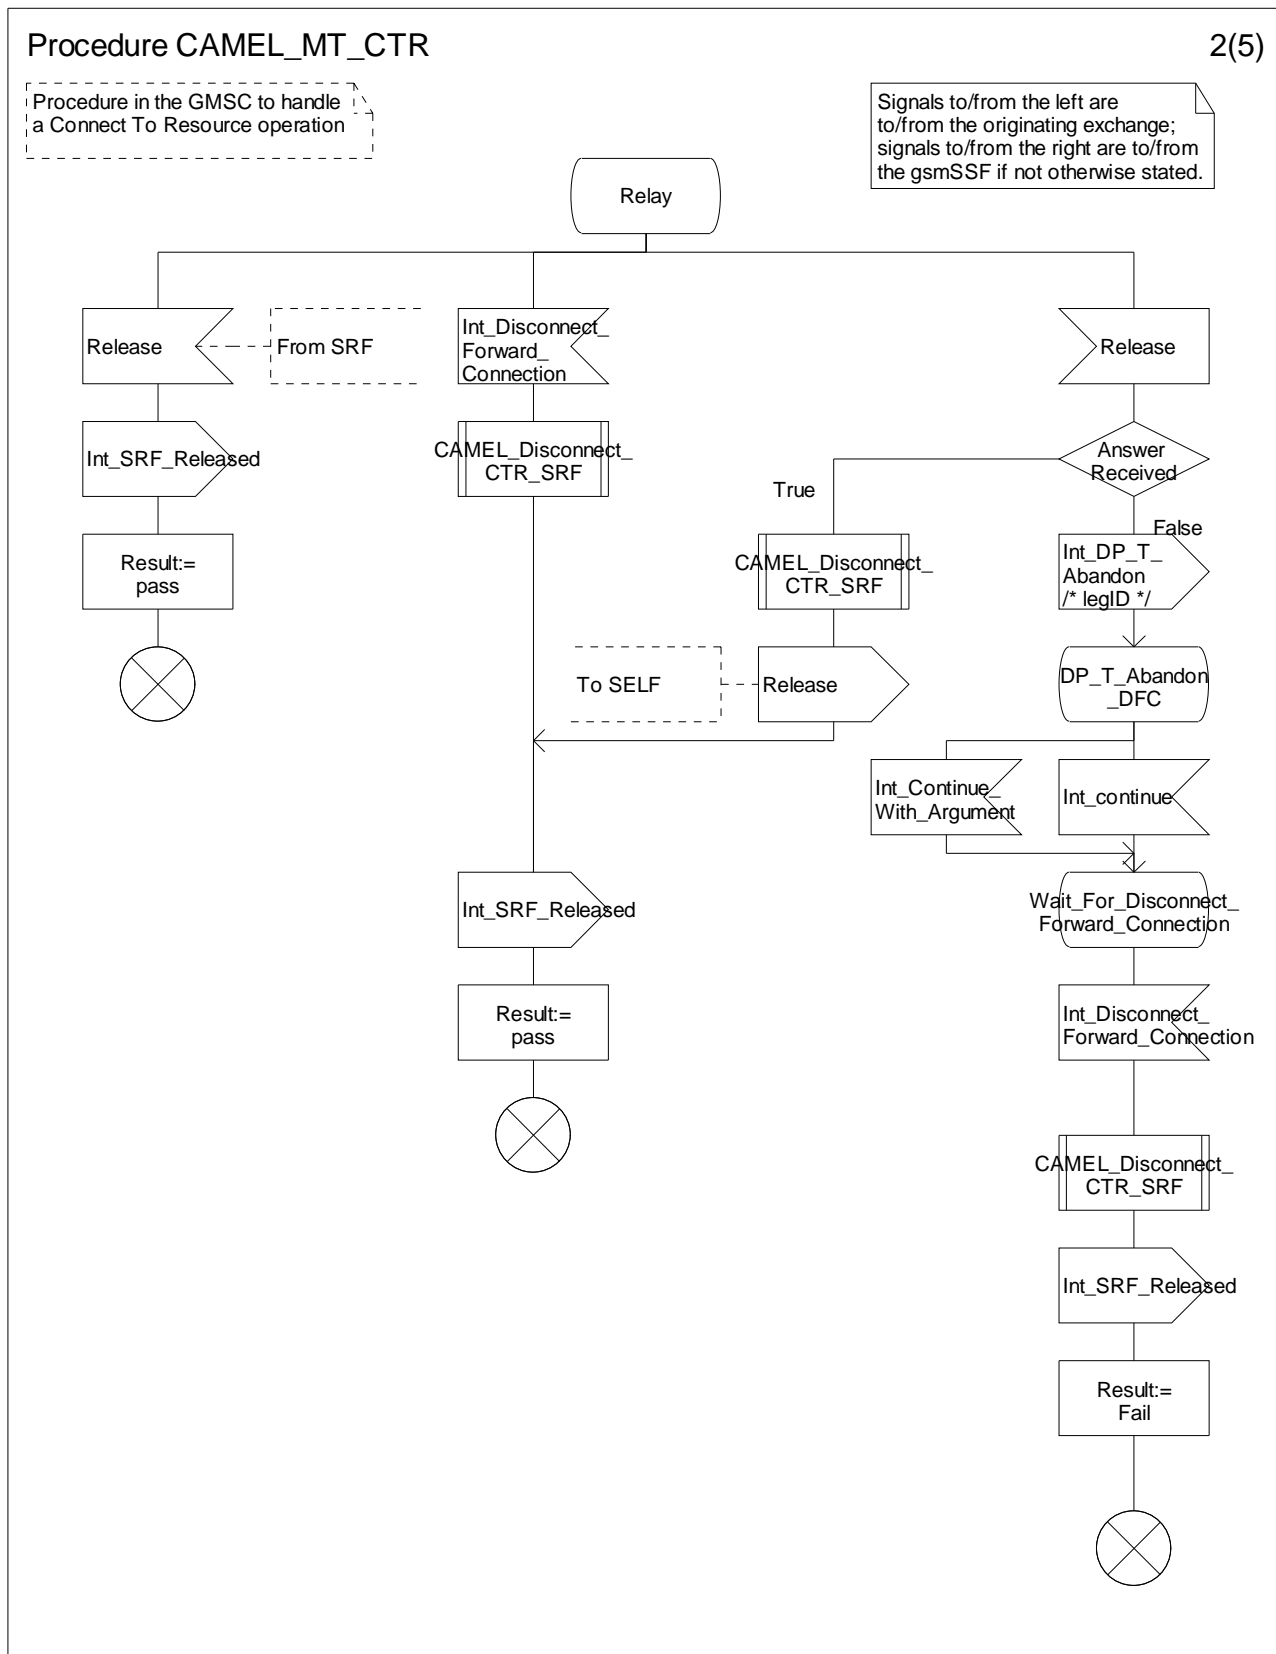 Procedure CAMEL_MT_CTR
2(5)
Procedure in the GMSC to handle
a Connect To Resource operation
Signals to/from the left are
to/from the originating exchange;
signals to/from the right are to/from
the gsmSSF if not otherwise stated.
Relay
Release
From SRF
Int_Disconnect_
Forward_
Connection
Release
Int_SRF_Released
CAMEL_Disconnect_
CTR_SRF
Answer
Received
True
False
Result:=
pass
CAMEL_Disconnect_
CTR_SRF
Int_DP_T_
Abandon
/* legID */
To SELF
Release
DP_T_Abandon
_DFC
Int_Continue_
With_Argument
Int_continue
Int_SRF_Released
Wait_For_Disconnect_
Forward_Connection
Result:=
pass
Int_Disconnect_
Forward_Connection
CAMEL_Disconnect_
CTR_SRF
Int_SRF_Released
Result:=
Fail